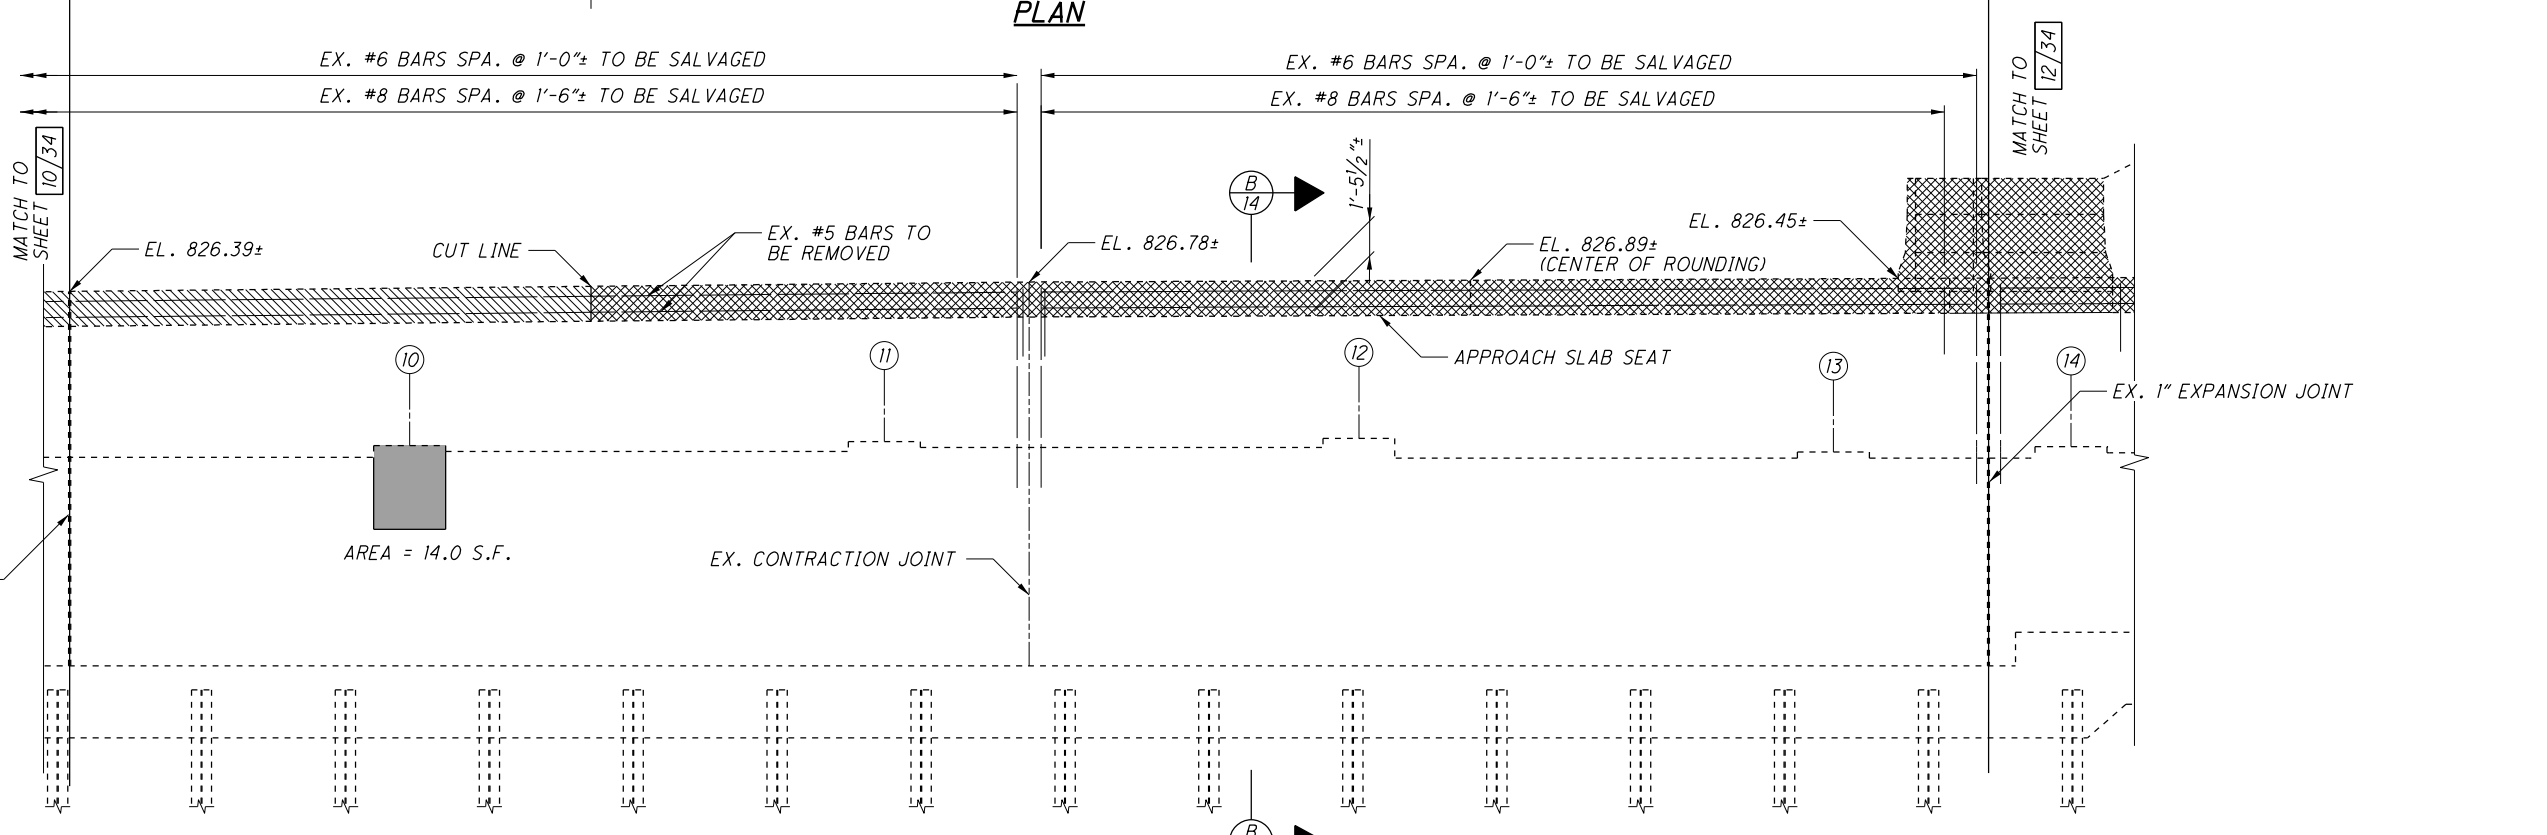 PLAN
EX. #6 BARS SPA. @ 1'-0"± TO BE SALVAGED
EX. #6 BARS SPA. @ 1'-0"± TO BE SALVAGED
EX. #8 BARS SPA. @ 1'-6"± TO BE SALVAGED
EX. #8 BARS SPA. @ 1'-6"± TO BE SALVAGED
MATCH TO
SHEET 10/34
MATCH TO
SHEET 12/34
1'-5 1/2"±
B
14
EL. 826.39±
CUT LINE
EX. #5 BARS TO
BE REMOVED
EL. 826.78±
EL. 826.89±
(CENTER OF ROUNDING)
EL. 826.45±
APPROACH SLAB SEAT
10
11
12
13
14
EX. 1" EXPANSION JOINT
AREA = 14.0 S.F.
EX. CONTRACTION JOINT
B